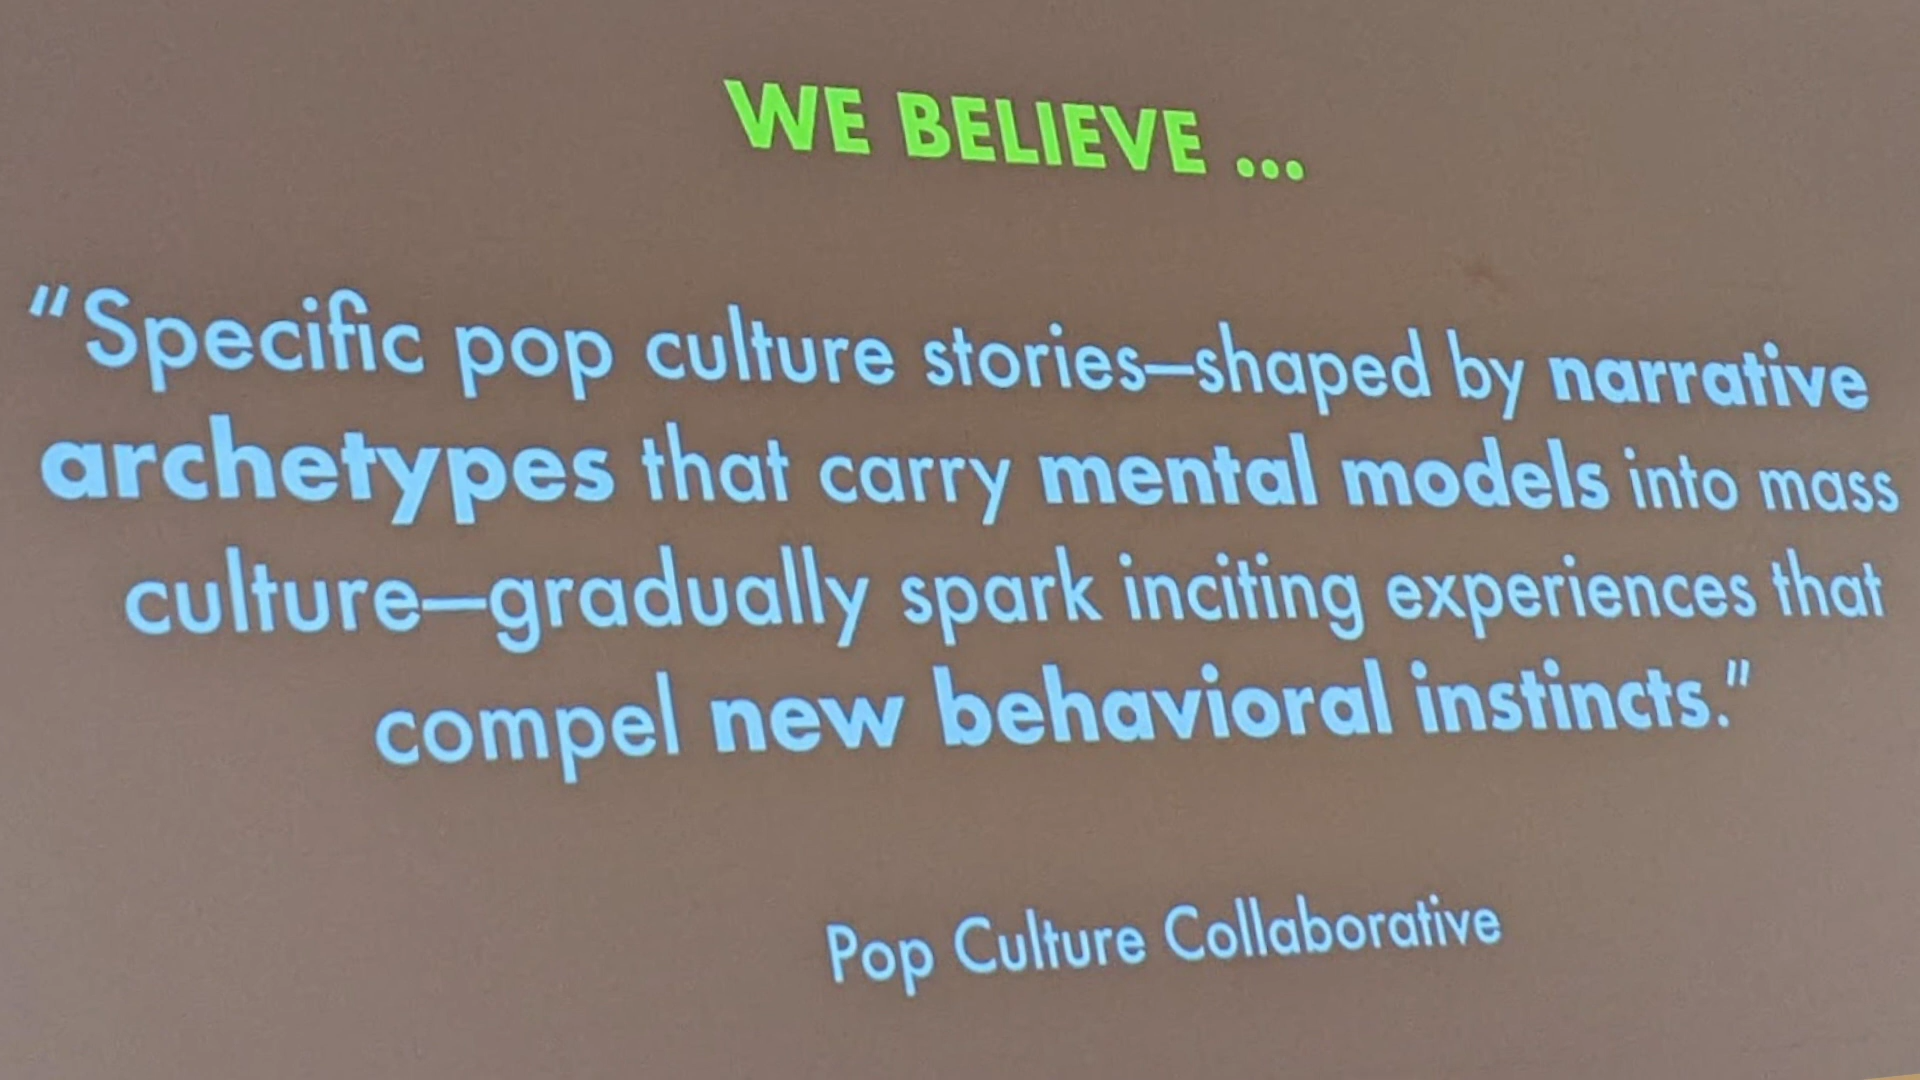 WE BELIEVE ...
“Specific pop culture stories—shaped by narrative
archetypes that carry mental models into mass
culture—gradually spark inciting experiences that
compel new behavioral instincts.”
Pop Culture Collaborative